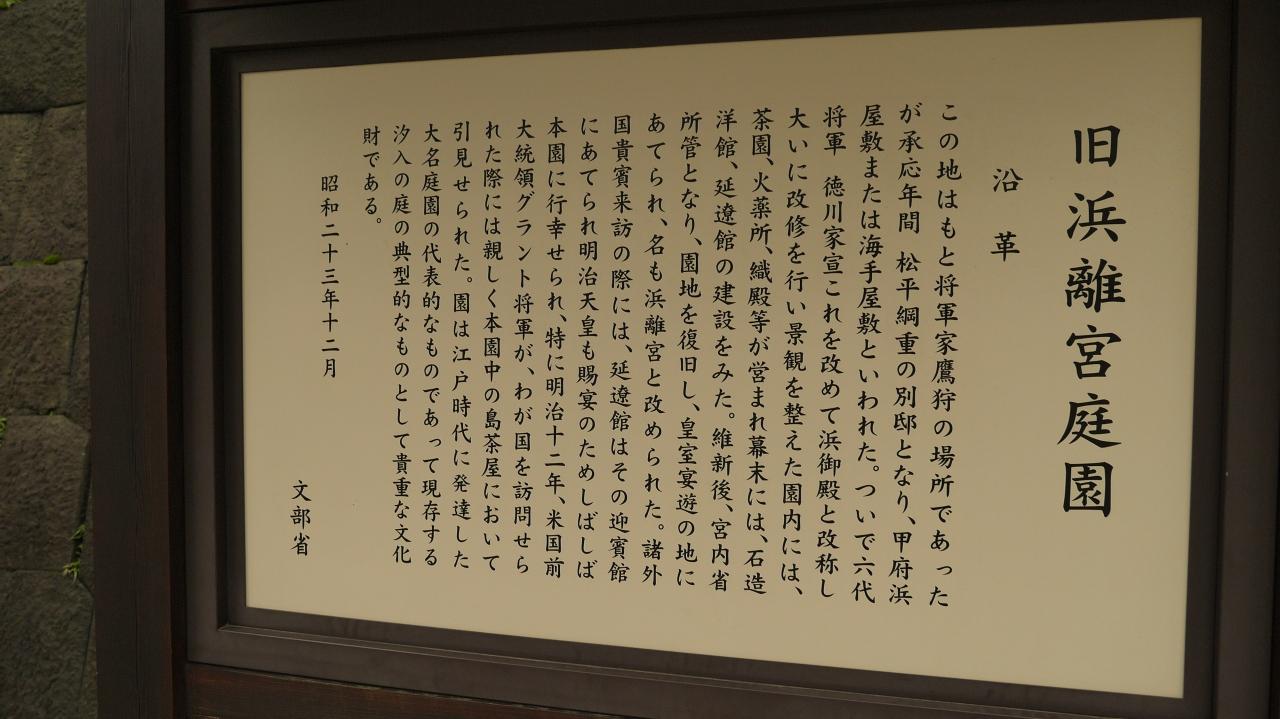 旧浜離宮庭園
沿革
この地はもと将軍家鷹狩の場所であった
が承応年間　松平綱重の別邸となり、甲府浜
屋敷または海手屋敷といわれた。ついで六代
将軍　徳川家宣これを改めて浜御殿と改称し
大いに改修を行い景観を整えた園内には、
茶園、火薬所、織殿等が営まれ幕末には、石造
洋館、延遼館の建設をみた。維新後、宮内省
所管となり、園地を復旧し、皇室宴遊の地に
あてられ、名も浜離宮と改められた。諸外
国貴賓来訪の際には、延遼館はその迎賓館
にあてられ明治天皇も賜宴のためしばしば
本園に行幸せられ、特に明治十二年、米国前
大統領グラント将軍が、わが国を訪問せら
れた際には親しく本園中の島茶屋において
引見せられた。園は江戸時代に発達した
大名庭園の代表的なものであって現存する
汐入の庭の典型的なものとして貴重な文化
財である。
昭和二十三年十二月
文部省